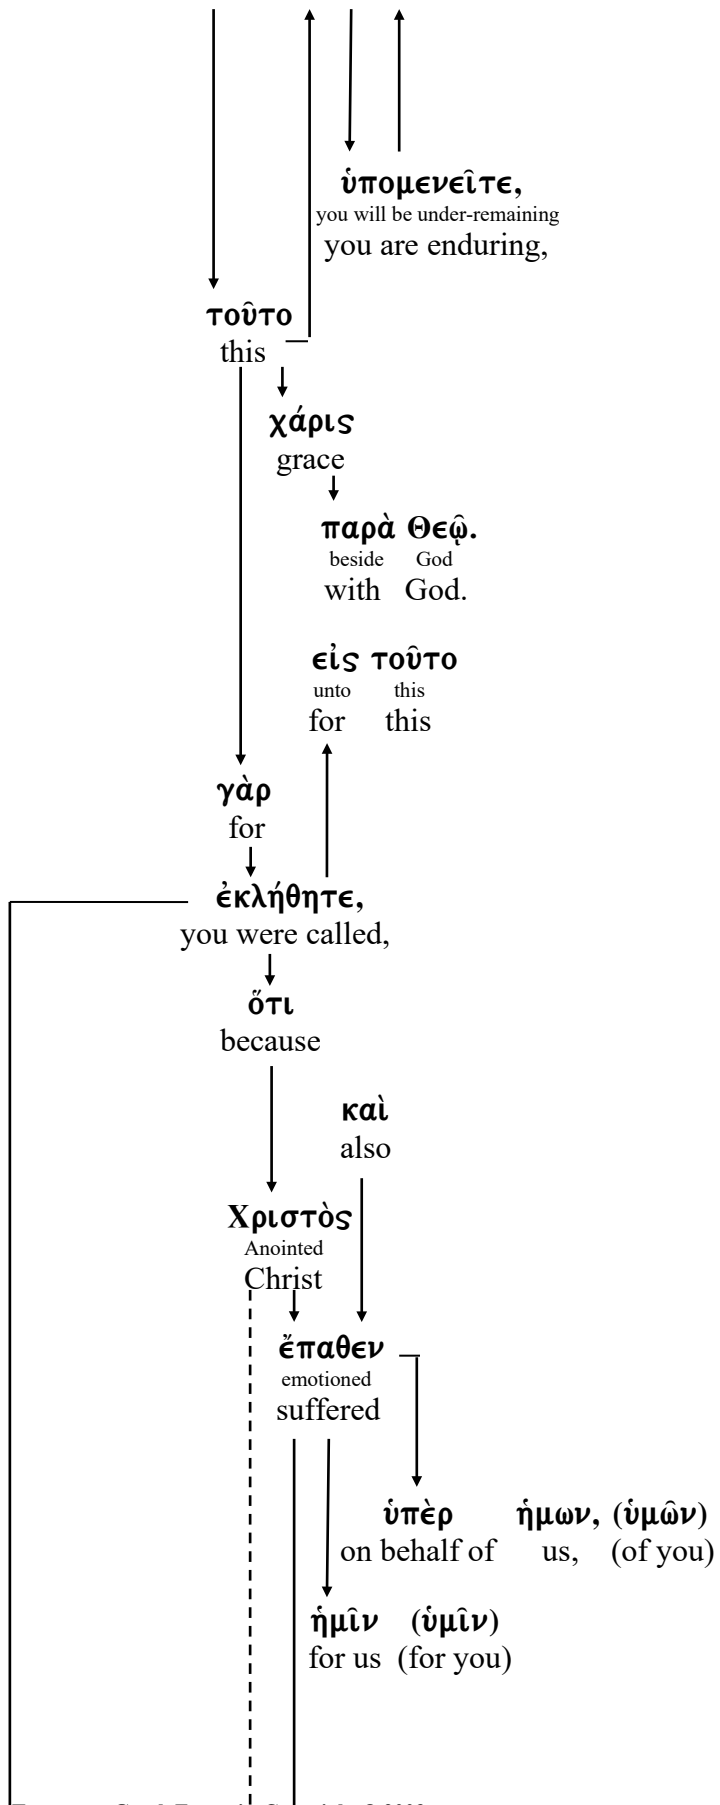 ὑπομενεῖτε,
you will be under-remaining
you are enduring,
τοῦτο
this
χάρις
grace
παρὰ Θεῷ.
beside God
with God.
εἰς τοῦτο
unto this
for this
γὰρ
for
ἐκλήθητε,
you were called,
ὅτι
because
καὶ
also
Χριστὸς
Anointed
Christ
ἔπαθεν
emotioned
suffered
ὑπὲρ ἡμων, (ὑμῶν)
on behalf of us, (of you)
ἡμῖν (ὑμῖν)
for us (for you)